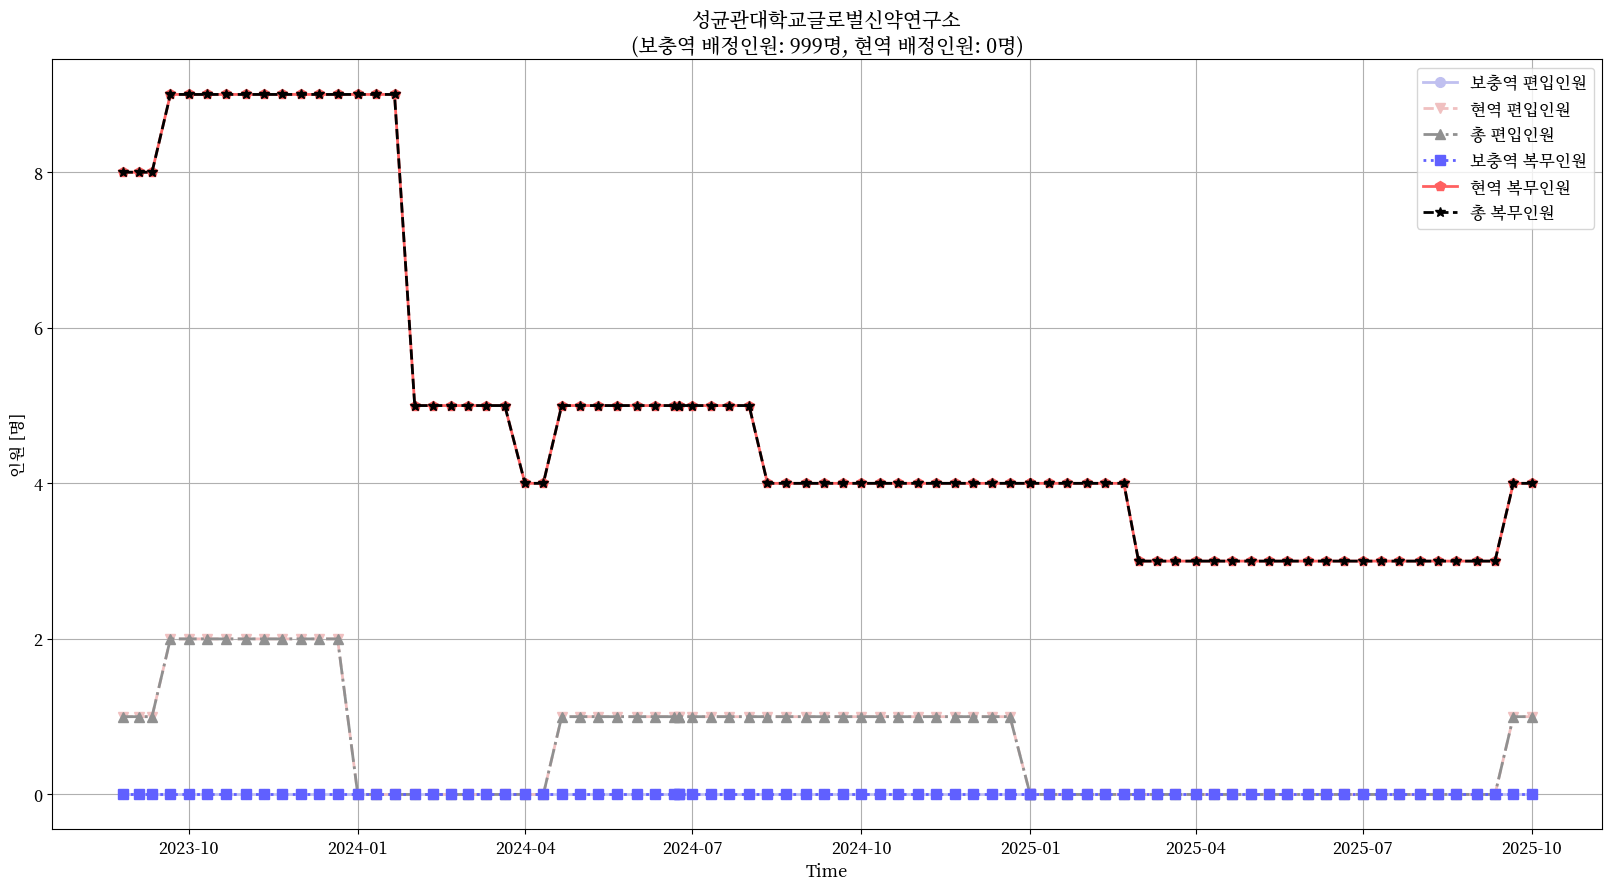 성균관대학교글로벌신약연구소
(보충역 배정인원: 999명, 현역 배정인원: 0명)
보충역 편입인원
현역 편입인원
총 편입인원
보충역 복무인원
현역 복무인원
총 복무인원
인원 [명]
8
6
4
2
0
2023-10
2024-01
2024-04
2024-07
2024-10
2025-01
2025-04
2025-07
2025-10
Time